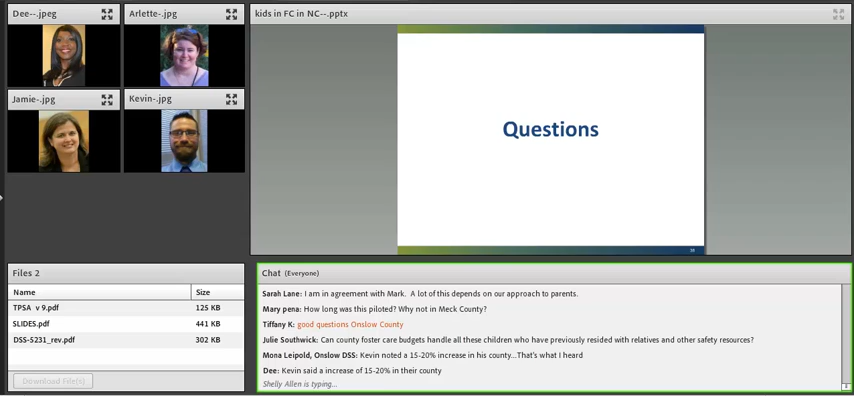 Dee--.jpeg
Arlette-.jpg
kids in FC in NC--.pptx
Jamie-.jpg
Kevin-.jpg
Questions
38
Files 2
Name Size
TPSA v 9.pdf 125 KB
SLIDES.pdf 441 KB
DSS-5231_rev.pdf 302 KB
Download File(s)
Chat (Everyone)
Sarah Lane: I am in agreement with Mark. A lot of this depends on our approach to parents.
Mary pena: How long was this piloted? Why not in Meck County?
Tiffany K: good questions Onslow County
Julie Southwick: Can county foster care budgets handle all these children who have previously resided with relatives and other safety resources?
Mona Leipold, Onslow DSS: Kevin noted a 15-20% increase in his county...That's what I heard
Dee: Kevin said a increase of 15-20% in their county
Shelly Allen is typing...